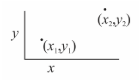 (x₂,y₂)
y
(x₁,y₁)
x